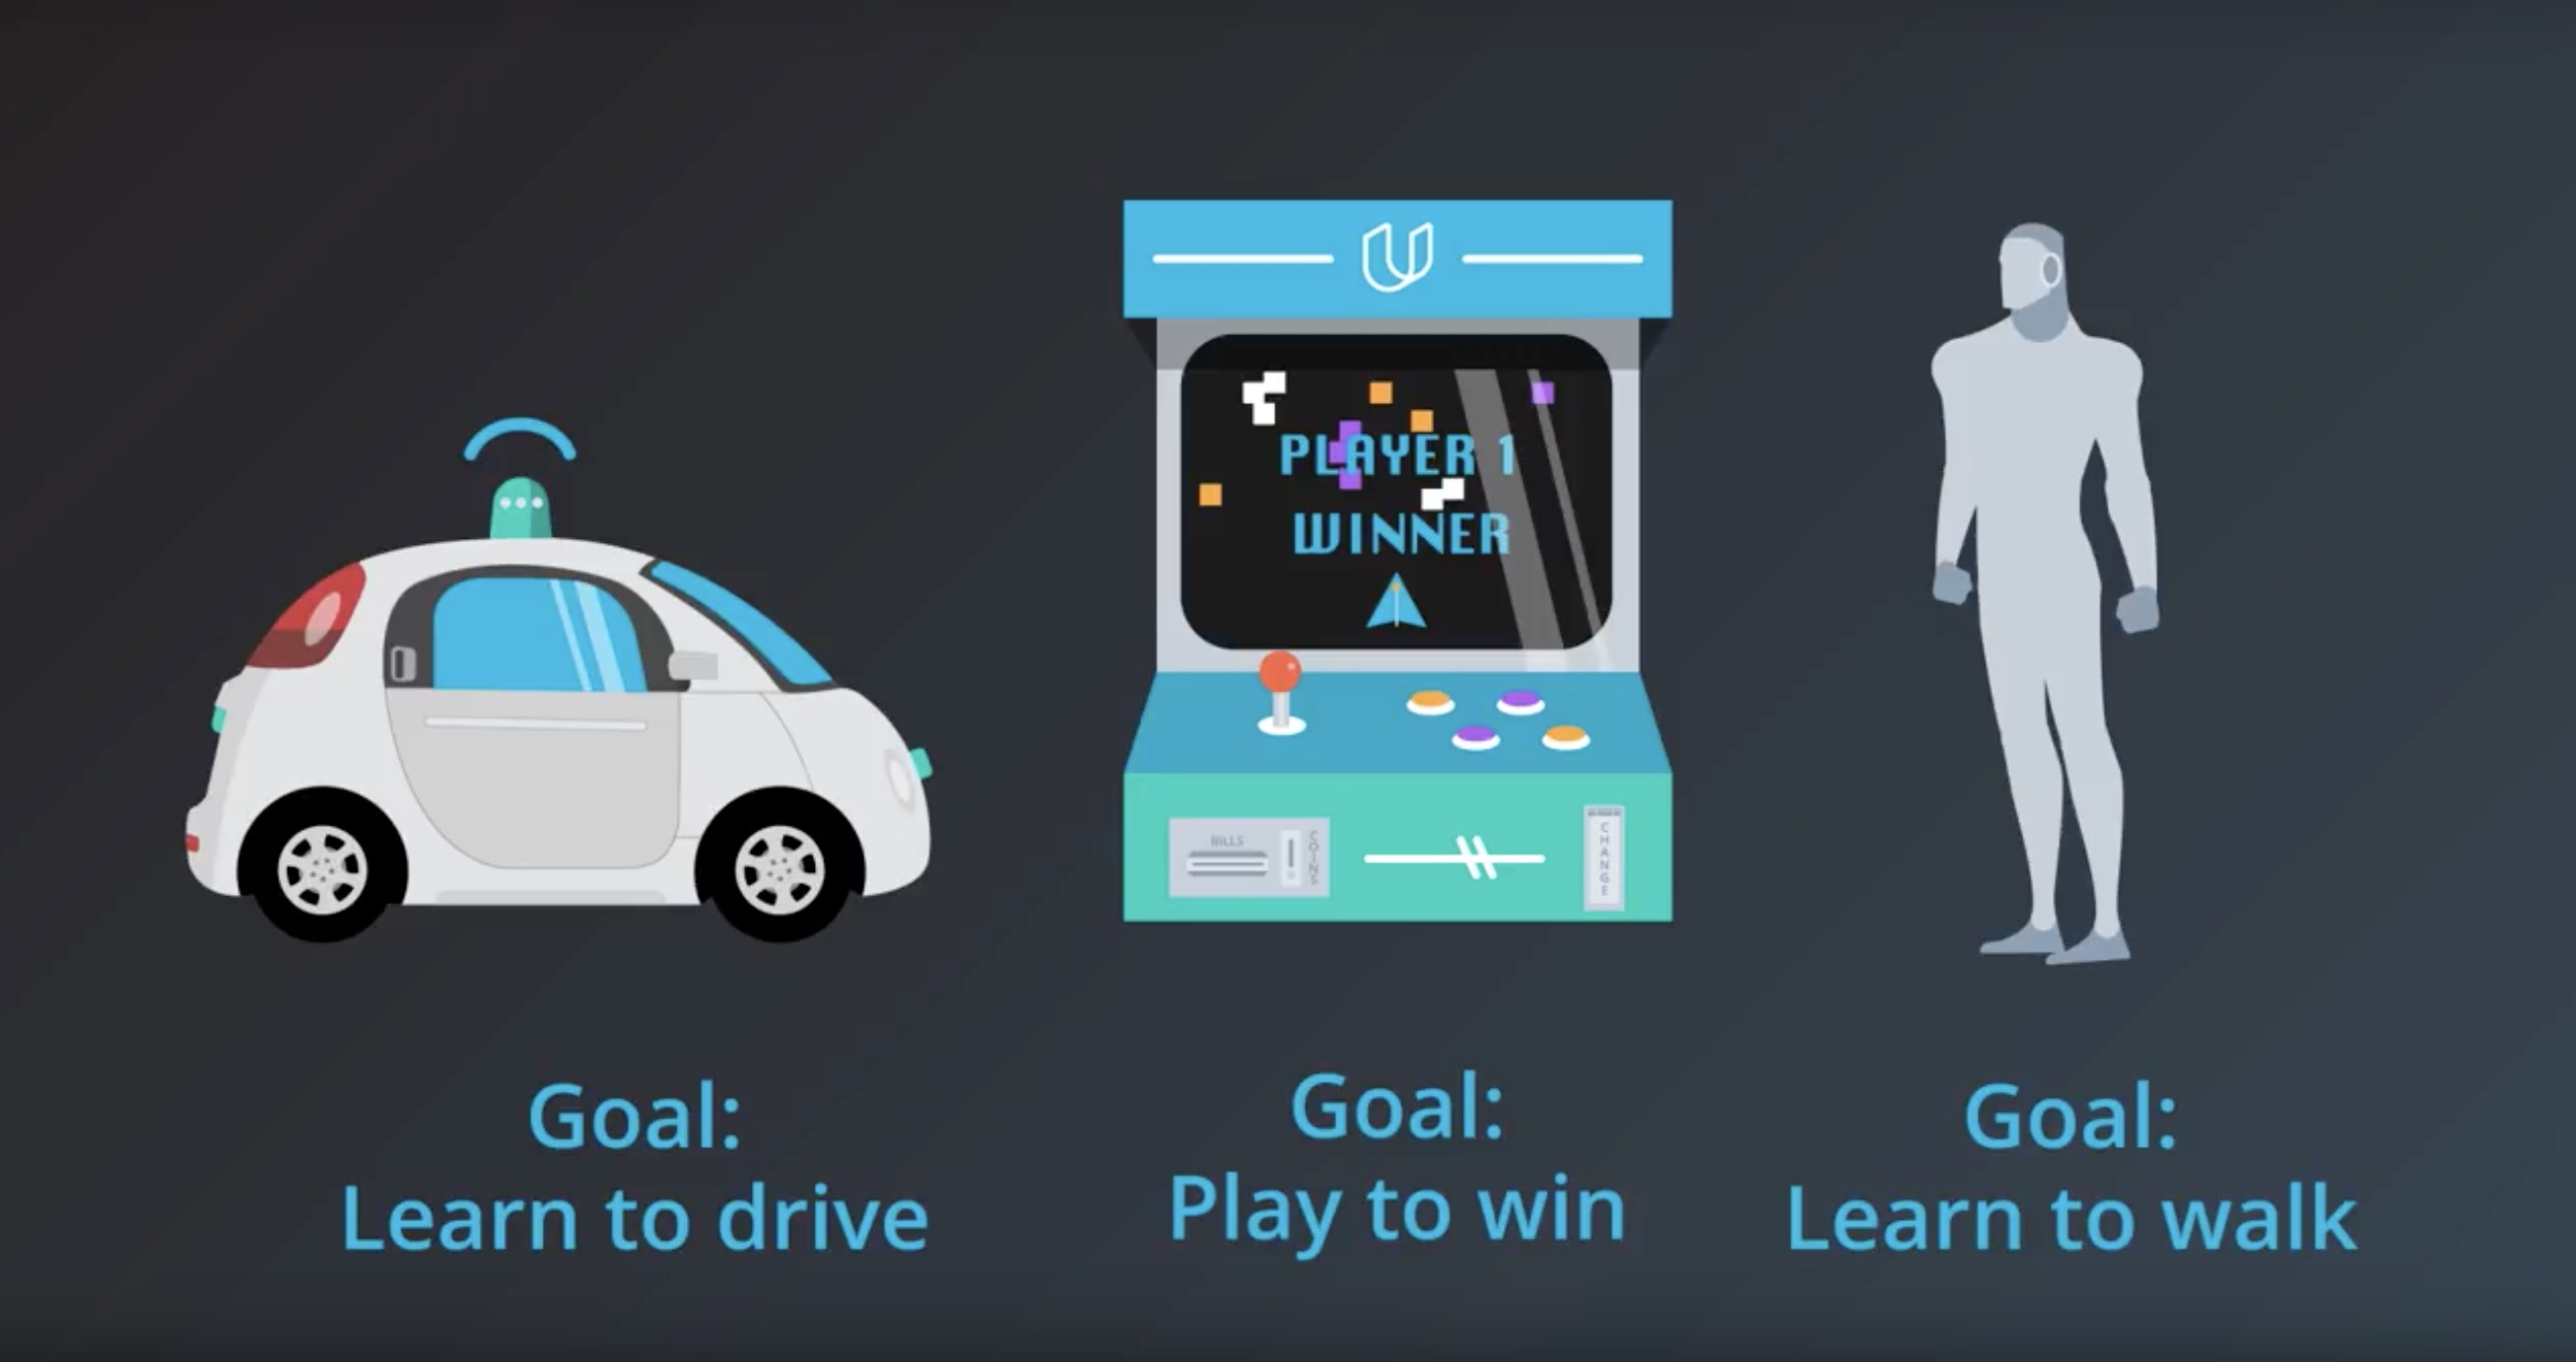 PLAYER 1
WINNER
BILLS
COINS
CHANGE
Goal:
Learn to drive
Goal:
Play to win
Goal:
Learn to walk